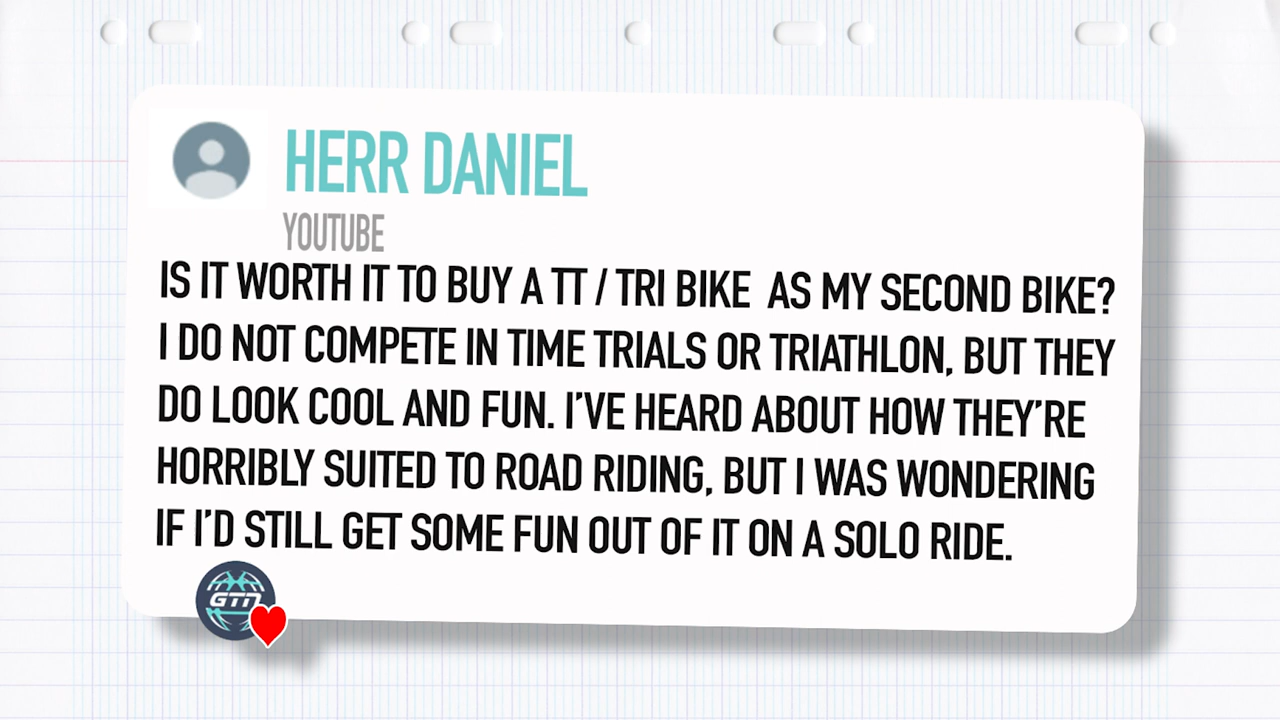 HERR DANIEL
YOUTUBE
IS IT WORTH IT TO BUY A TT / TRI BIKE AS MY SECOND BIKE?
I DO NOT COMPETE IN TIME TRIALS OR TRIATHLON, BUT THEY
DO LOOK COOL AND FUN. I'VE HEARD ABOUT HOW THEY'RE
HORRIBLY SUITED TO ROAD RIDING, BUT I WAS WONDERING
IF I'D STILL GET SOME FUN OUT OF IT ON A SOLO RIDE.
GTN